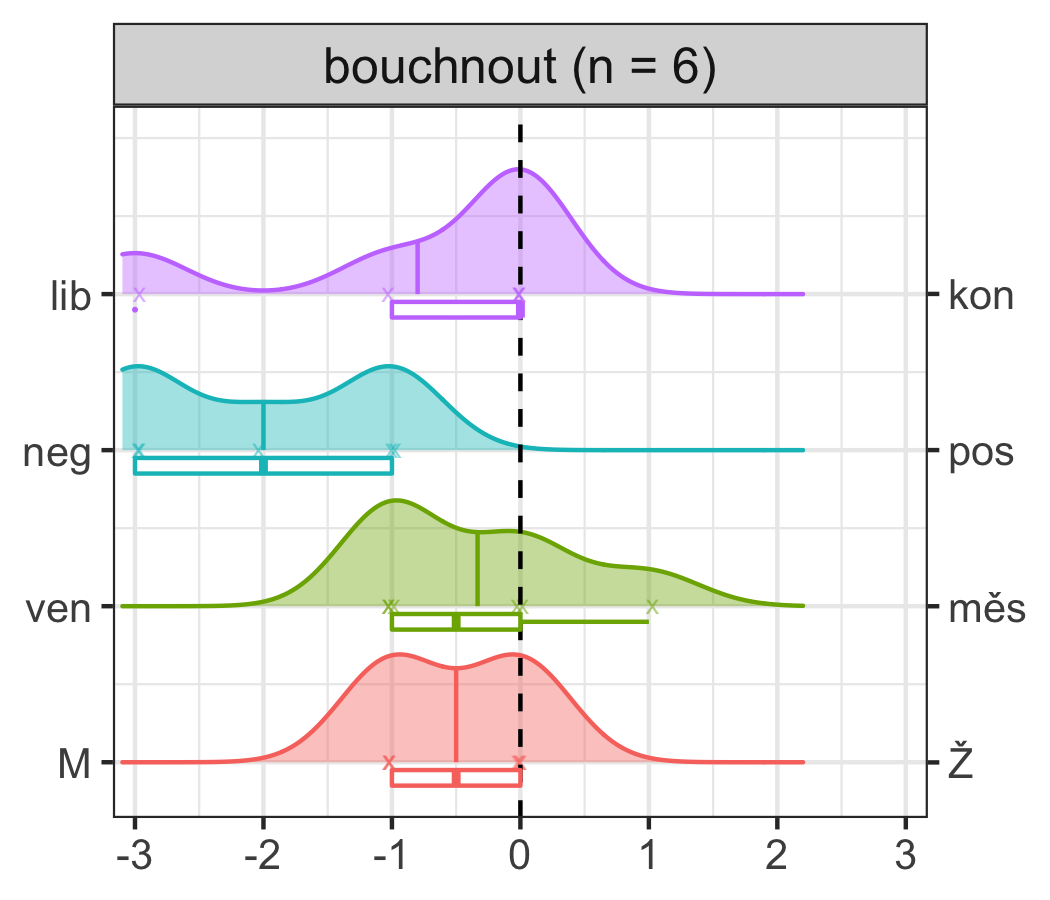 bouchnout (n = 6)
lib kon
neg pos
ven měs
M Ž
-3 -2 -1 0 1 2 3